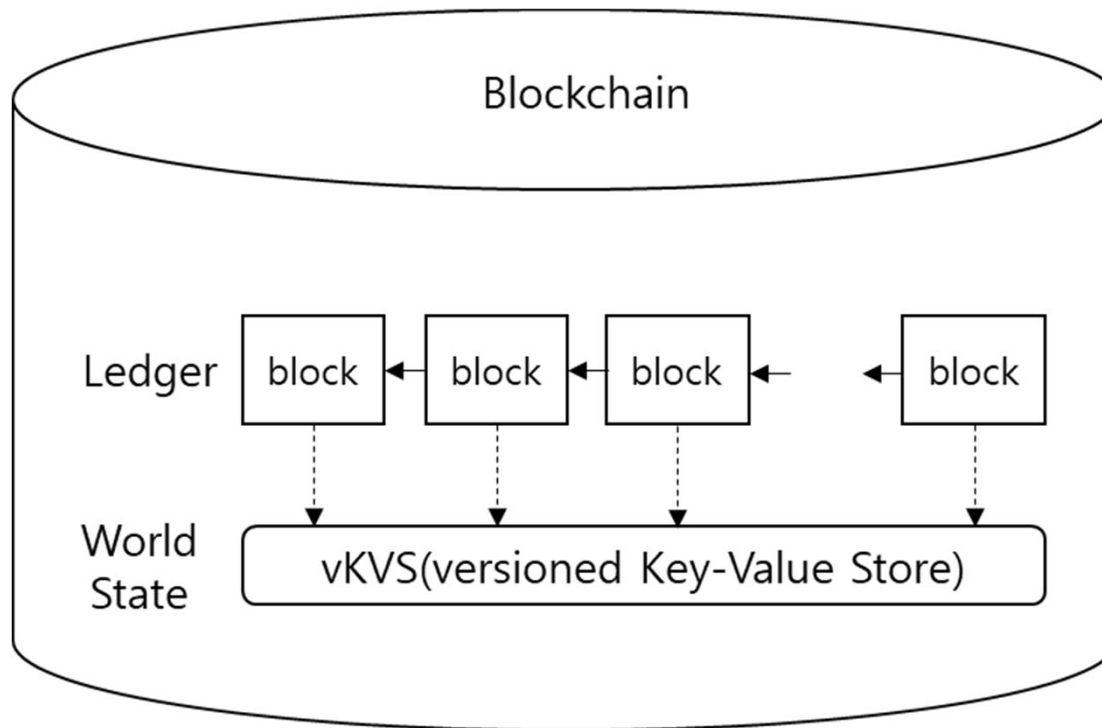 Blockchain
Ledger
block block block block
World
State
vKVS(versioned Key-Value Store)